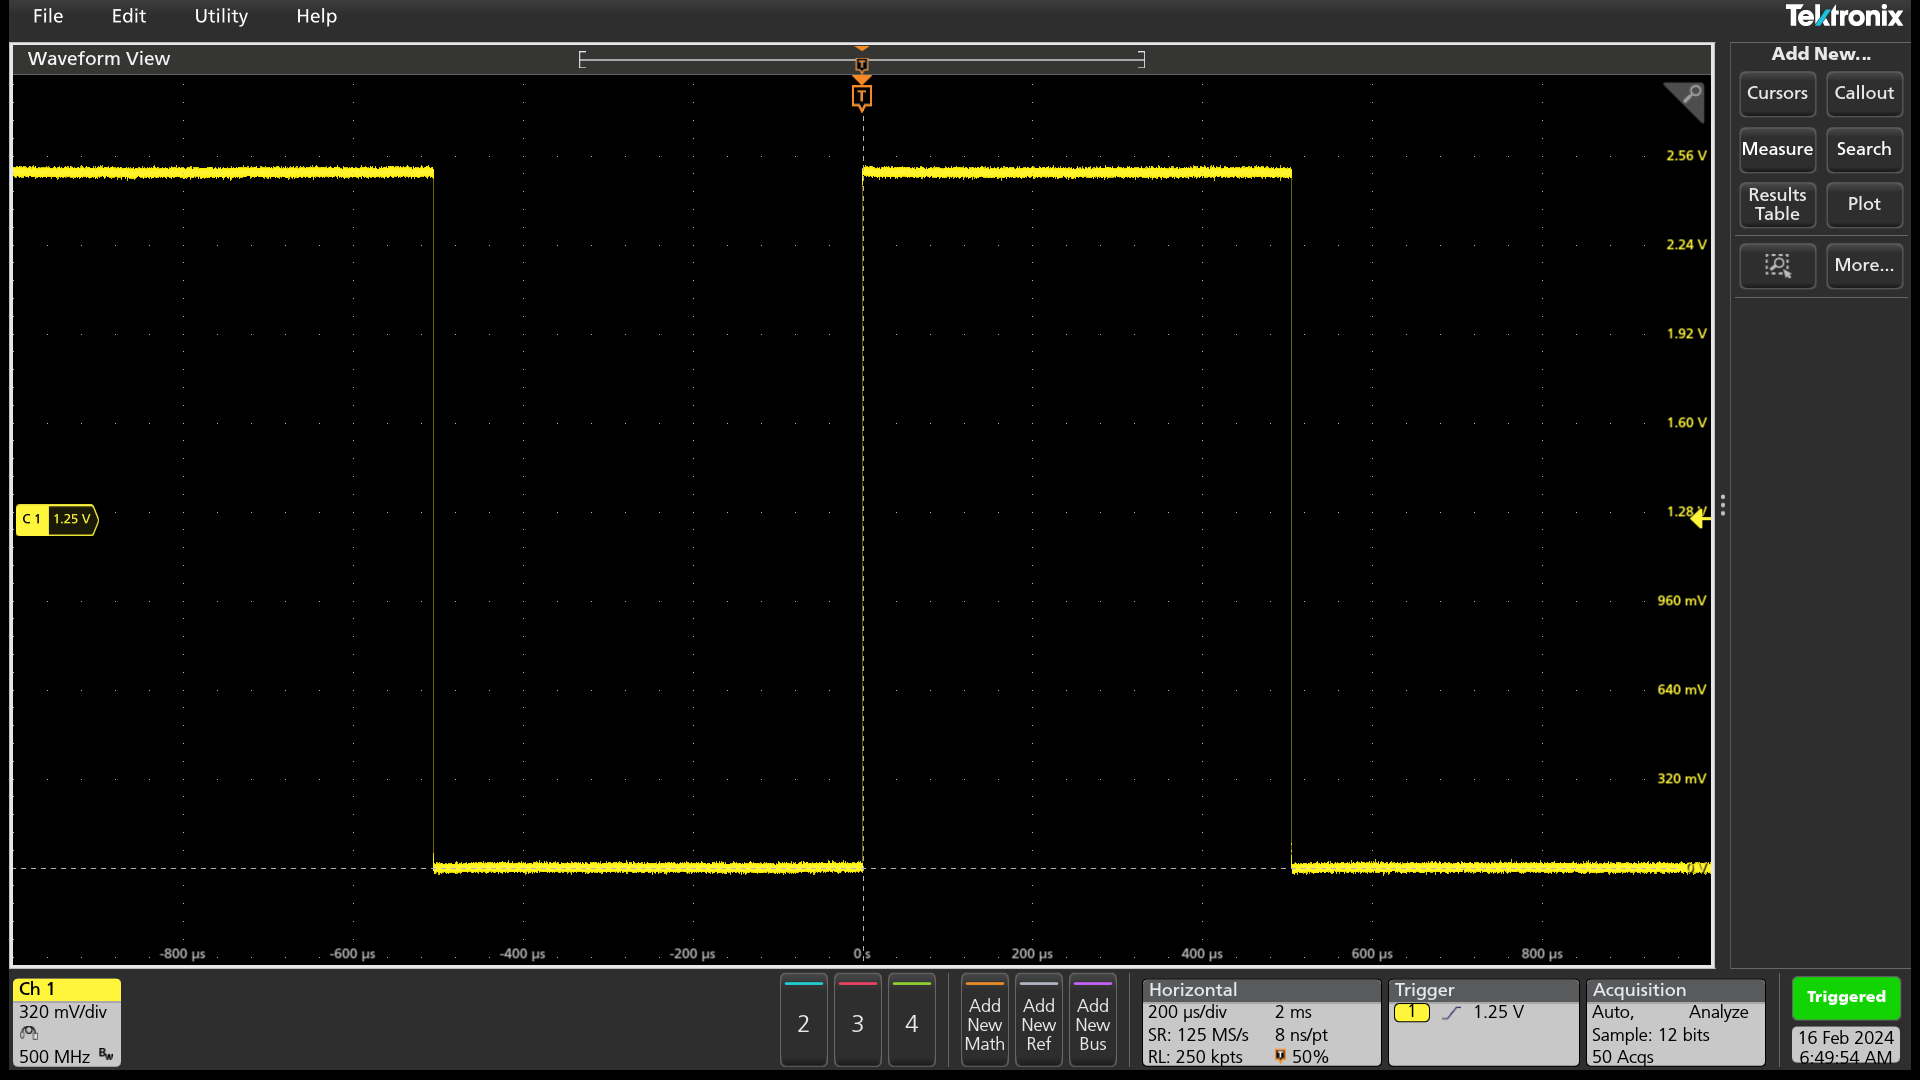 File Edit Utility Help
Tektronix
Waveform View
T
T
Add New...
Cursors
Callout
Measure
Search
Results
Table
Plot
More...
2.56 V
2.24 V
1.92 V
1.60 V
1.28 V
960 mV
640 mV
320 mV
0 V
C 1 1.25 V
-800 µs -600 µs -400 µs -200 µs 0 s 200 µs 400 µs 600 µs 800 µs
Ch 1
320 mV/div
500 MHz Bw
2
3
4
Add
New
Math
Add
New
Ref
Add
New
Bus
Horizontal
200 µs/div 2 ms
SR: 125 MS/s 8 ns/pt
RL: 250 kpts T 50%
Trigger
1 1.25 V
Acquisition
Auto, Analyze
Sample: 12 bits
50 Acqs
Triggered
16 Feb 2024
6:49:54 AM